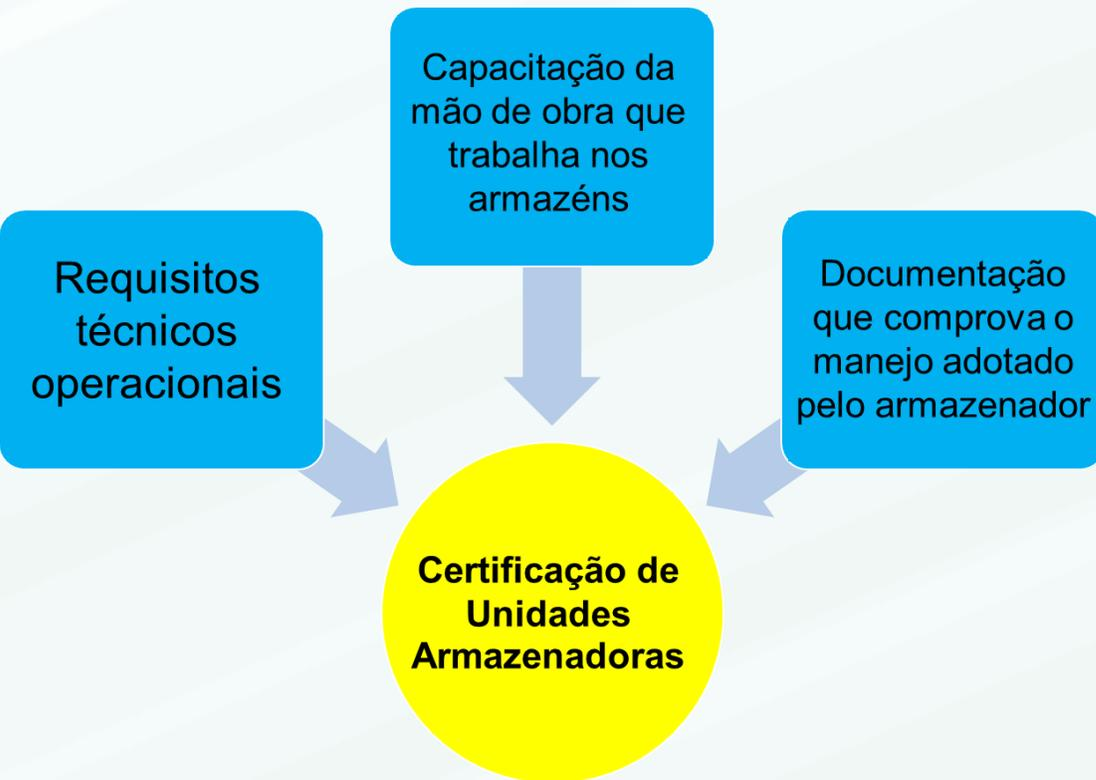 Capacitação da
mão de obra que
trabalha nos
armazéns
Requisitos
técnicos
operacionais
Documentação
que comprova o
manejo adotado
pelo armazenador
Certificação de
Unidades
Armazenadoras